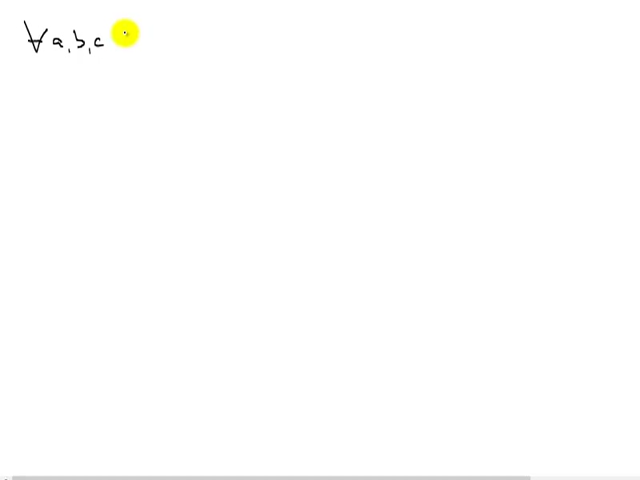 ∀ a, b, c